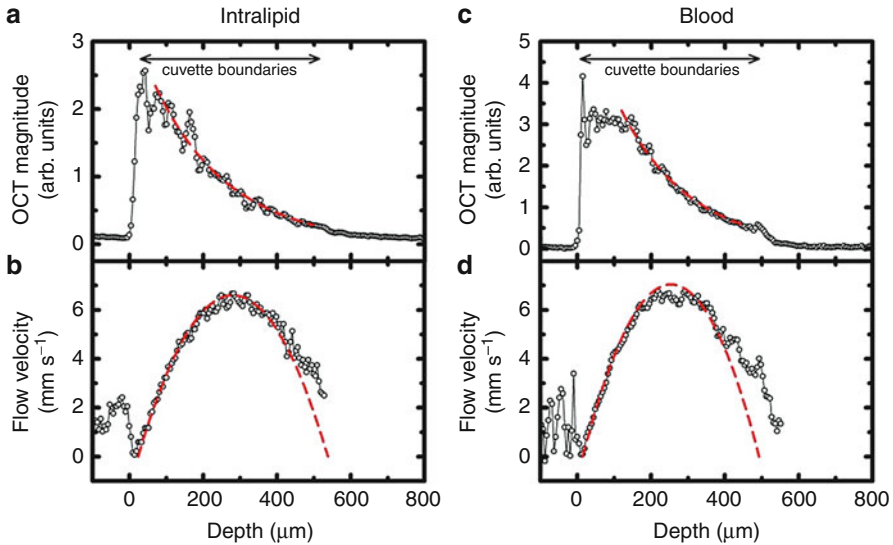 a
Intralipid
c
Blood
3
2
1
0
OCT magnitude
(arb. units)
cuvette boundaries
5
4
3
2
1
0
OCT magnitude
(arb. units)
cuvette boundaries
b
6
4
2
0
Flow velocity
(mm s⁻¹)
0 200 400 600 800
Depth (μm)
d
6
4
2
0
Flow velocity
(mm s⁻¹)
0 200 400 600 800
Depth (μm)